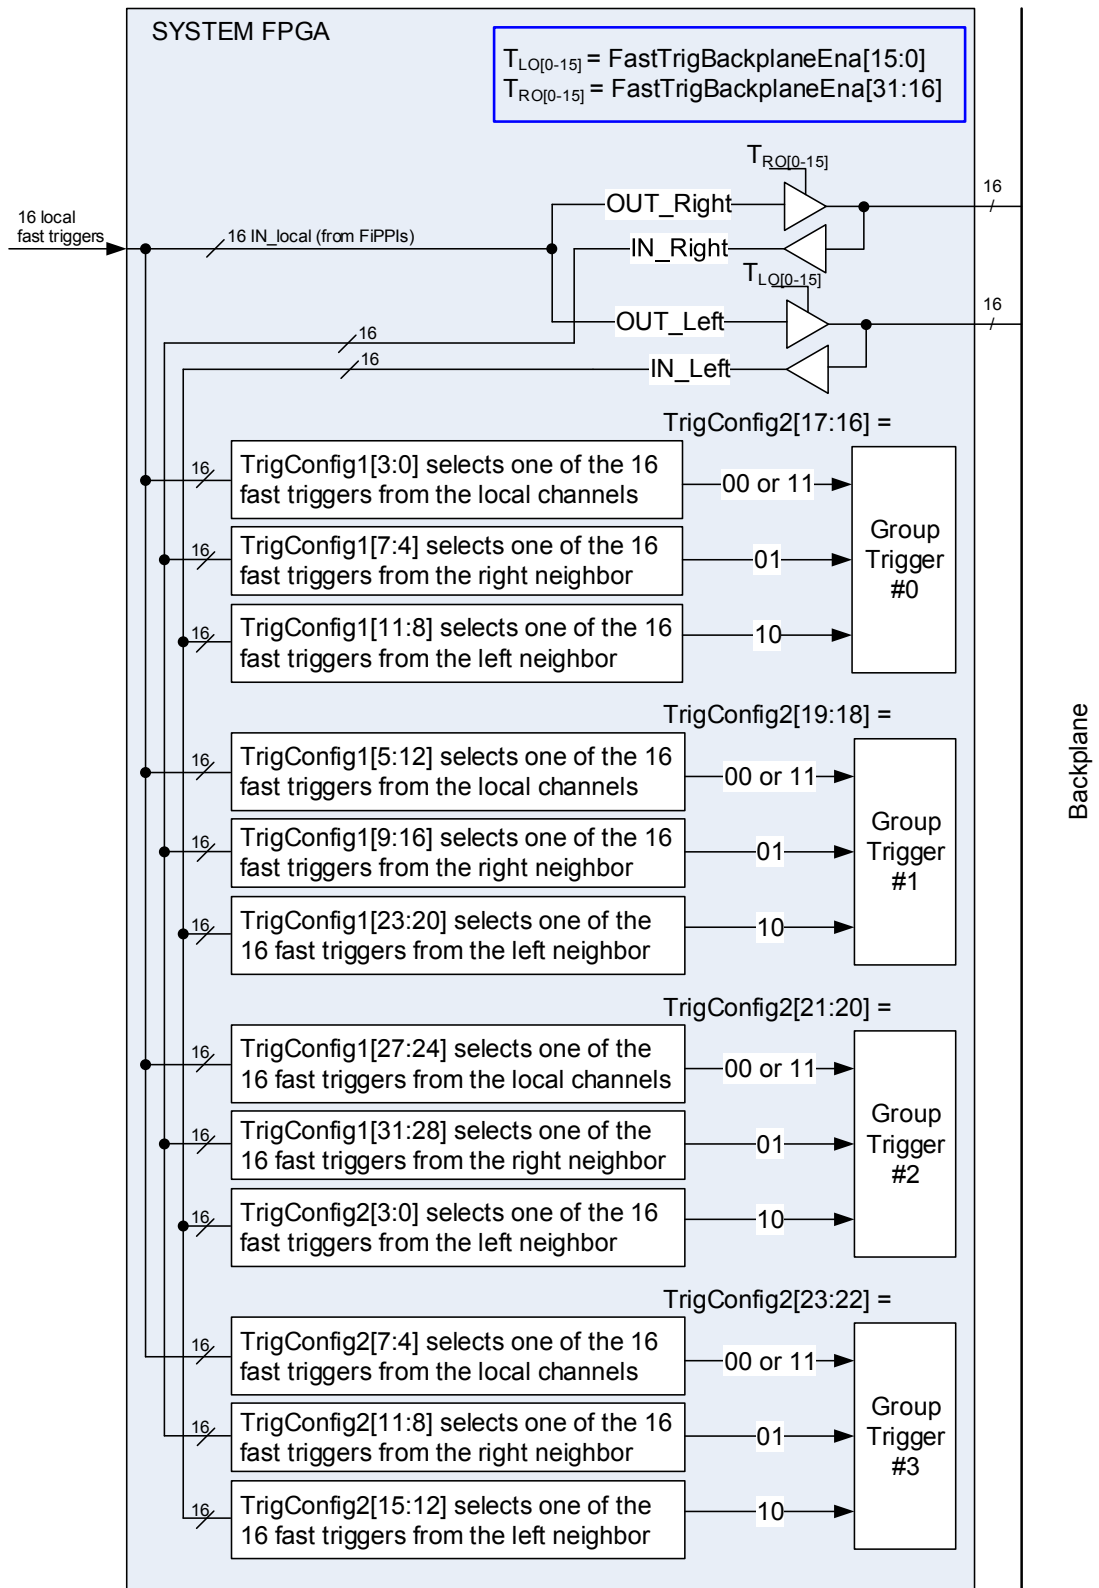 SYSTEM FPGA
T_LO[0-15] = FastTrigBackplaneEna[15:0]
T_RO[0-15] = FastTrigBackplaneEna[31:16]
T_RO[0-15]
16
OUT_Right
16 local
fast triggers
16 IN_local (from FiPPIs)
IN_Right
T_LO[0-15]
16
OUT_Left
16
16
IN_Left
TrigConfig2[17:16] =
16
TrigConfig1[3:0] selects one of the 16
fast triggers from the local channels
00 or 11
16
TrigConfig1[7:4] selects one of the 16
fast triggers from the right neighbor
01
16
TrigConfig1[11:8] selects one of the 16
fast triggers from the left neighbor
10
Group
Trigger
#0
TrigConfig2[19:18] =
16
TrigConfig1[5:12] selects one of the 16
fast triggers from the local channels
00 or 11
16
TrigConfig1[9:16] selects one of the 16
fast triggers from the right neighbor
01
16
TrigConfig1[23:20] selects one of the
16 fast triggers from the left neighbor
10
Group
Trigger
#1
TrigConfig2[21:20] =
16
TrigConfig1[27:24] selects one of the
16 fast triggers from the local channels
00 or 11
16
TrigConfig1[31:28] selects one of the
16 fast triggers from the right neighbor
01
16
TrigConfig2[3:0] selects one of the 16
fast triggers from the left neighbor
10
Group
Trigger
#2
TrigConfig2[23:22] =
16
TrigConfig2[7:4] selects one of the 16
fast triggers from the local channels
00 or 11
16
TrigConfig2[11:8] selects one of the 16
fast triggers from the right neighbor
01
16
TrigConfig2[15:12] selects one of the
16 fast triggers from the left neighbor
10
Group
Trigger
#3
Backplane